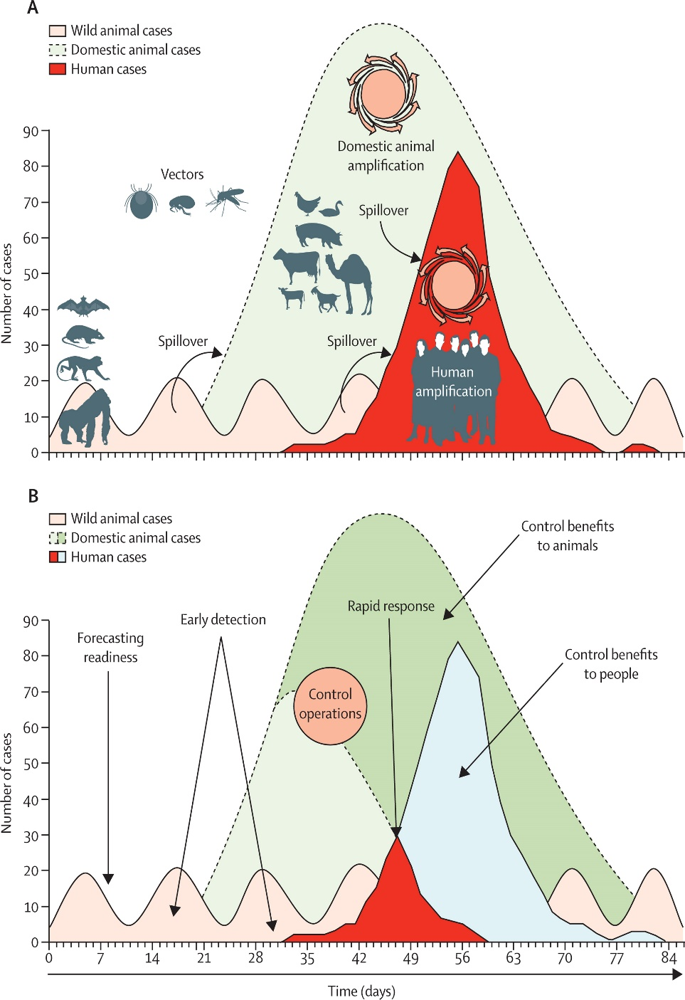 A
Wild animal cases
Domestic animal cases
Human cases
Domestic animal
amplification
Vectors
Spillover
Spillover
Spillover
Human
amplification
Number of cases
90
80
70
60
50
40
30
20
10
0
B
Wild animal cases
Domestic animal cases
Human cases
Control benefits
to animals
Rapid response
Early detection
Forecasting
readiness
Control benefits
to people
Control
operations
Number of cases
90
80
70
60
50
40
30
20
10
0
0 7 14 21 28 35 42 49 56 63 70 77 84
Time (days)